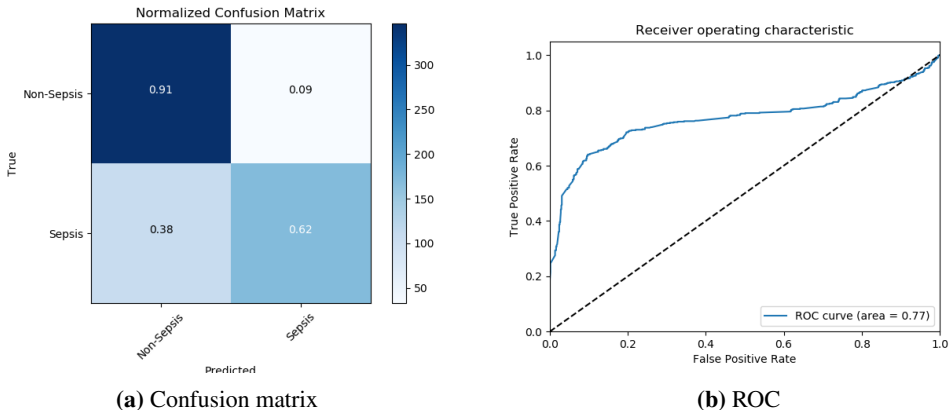 Normalized Confusion Matrix
Non-Sepsis
0.91
0.09
True
Sepsis
0.38
0.62
Non-Sepsis
Sepsis
Predicted
300
250
200
150
100
50
(a) Confusion matrix
Receiver operating characteristic
1.0
0.8
0.6
0.4
0.2
0.0
True Positive Rate
0.2
0.4
0.6
0.8
1.0
False Positive Rate
ROC curve (area = 0.77)
(b) ROC